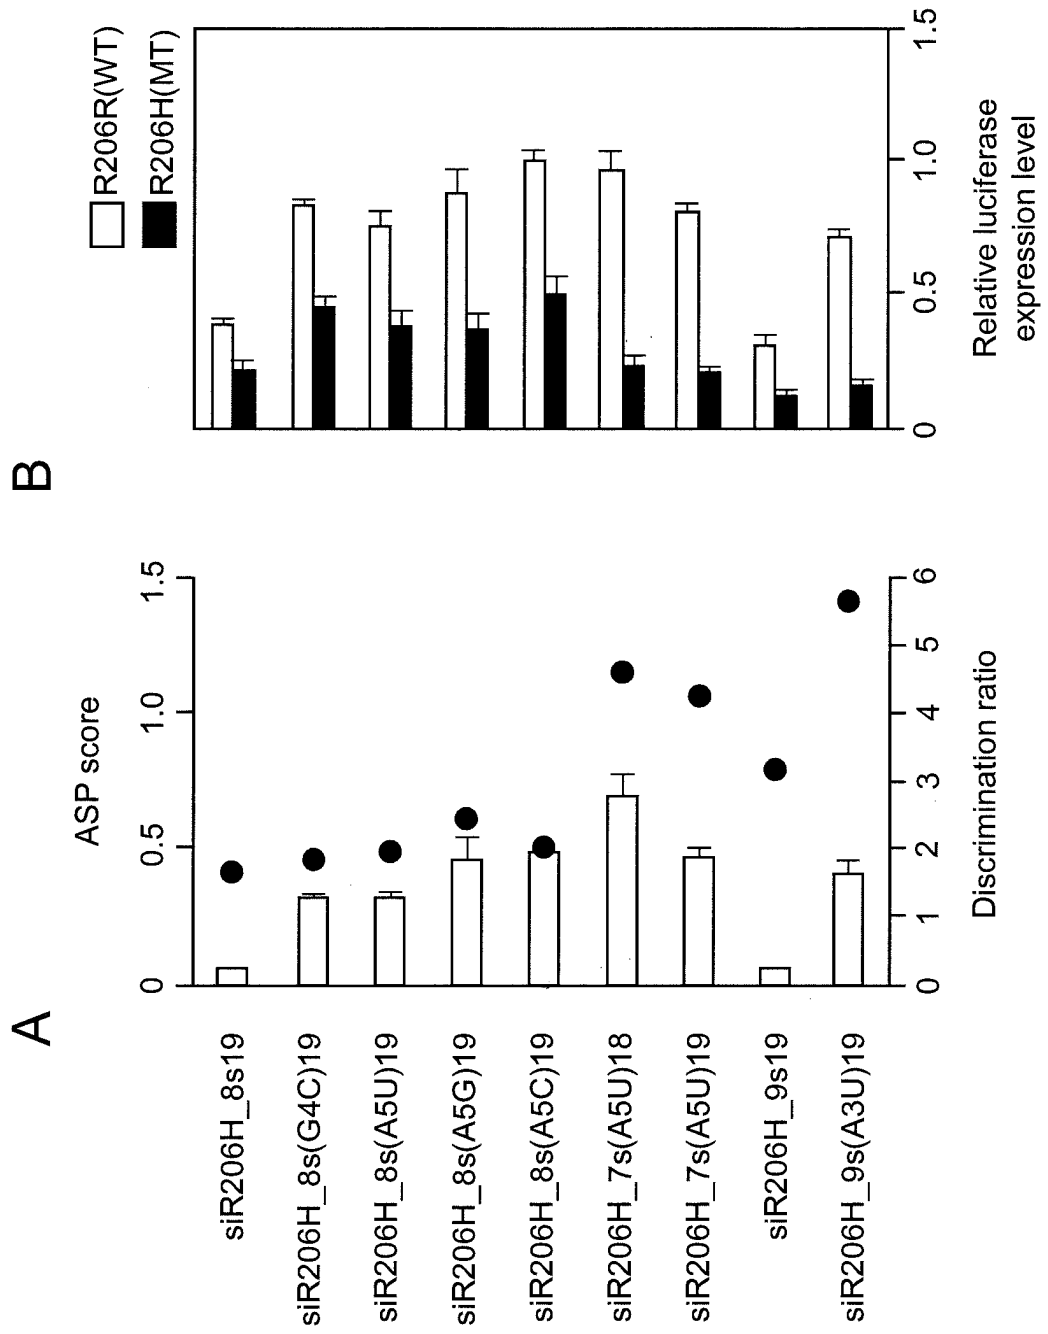 A
ASP score
0
0.5
1.0
1.5
siR206H_8s19
siR206H_8s(G4C)19
siR206H_8s(A5U)19
siR206H_8s(A5G)19
siR206H_8s(A5C)19
siR206H_7s(A5U)18
siR206H_7s(A5U)19
siR206H_9s19
siR206H_9s(A3U)19
0
1
2
3
4
5
6
Discrimination ratio
B
R206R(WT)
R206H(MT)
0
0.5
1.0
1.5
Relative luciferase
expression level